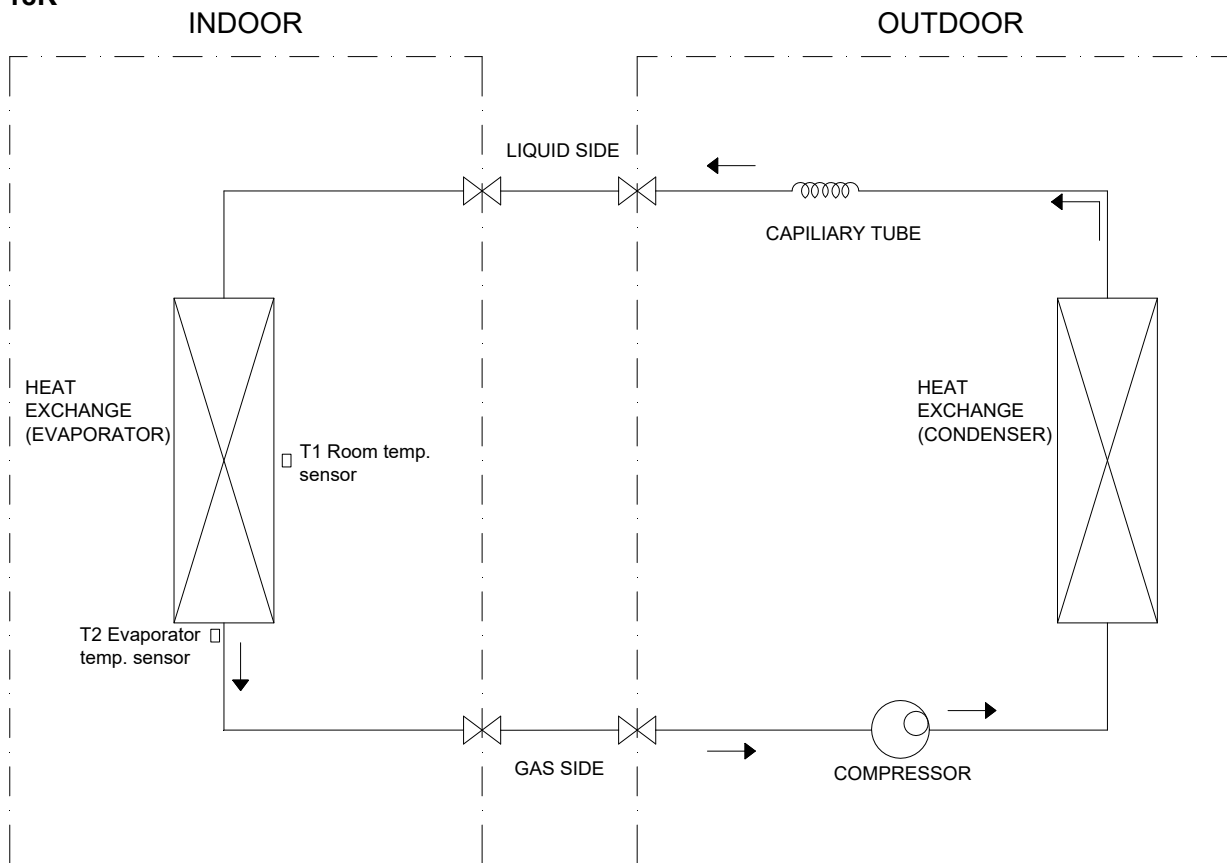 INDOOR
OUTDOOR
LIQUID SIDE
CAPILIARY TUBE
HEAT
EXCHANGE
(EVAPORATOR)
T1 Room temp.
sensor
HEAT
EXCHANGE
(CONDENSER)
T2 Evaporator
temp. sensor
GAS SIDE
COMPRESSOR